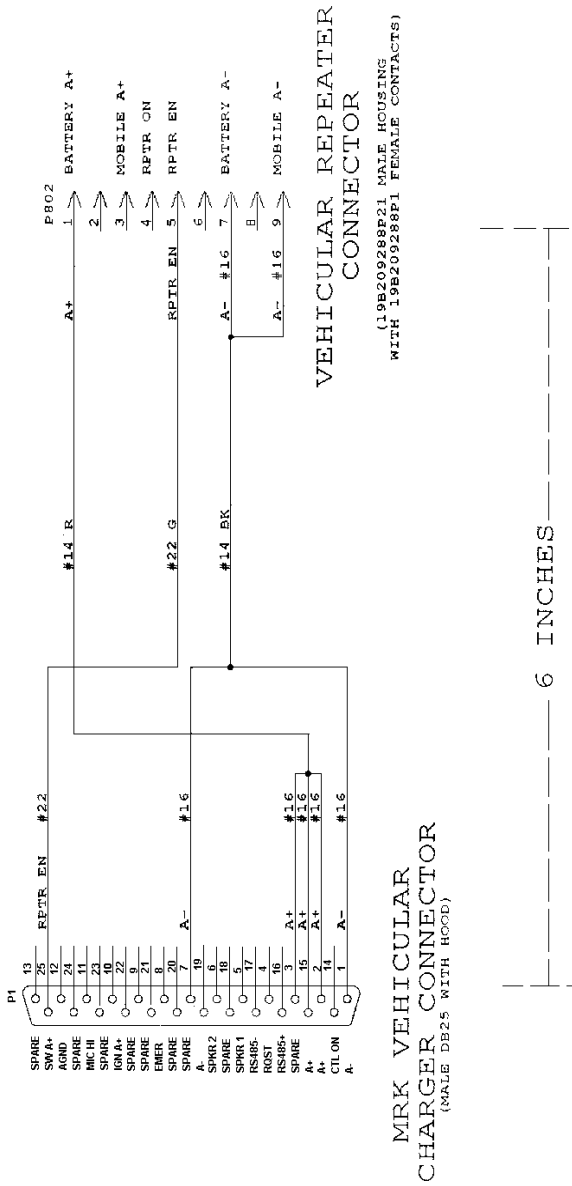 P1
SPARE 13
SW A+ 25 RPTR EN #22
AGND 12
SPARE 24
MIC HI 11
SPARE 23
IGN A+ 10
SPARE 22
SPARE 9
EMER 21
SPARE 8
SPARE 20
A- 7 A- #16
SPKR 2 19
SPARE 6
SPKR 1 18
RS485- 5
RQST 17
RS485+ 4
SPARE 16
A+ 3 A+ #16
A+ 15 A+ #16
CTL ON 2 A+ #16
A- 14
1 A- #16
#14 R
#22 G
#14 BK
P802
A+ 1 BATTERY A+
2
3 MOBILE A+
4 RPTR ON
RPTR EN 5 RPTR EN
6
A- #16 7 BATTERY A-
8
A- #16 9 MOBILE A-
MRK VEHICULAR
CHARGER CONNECTOR
(MALE DB25 WITH HOOD)
VEHICULAR REPEATER
CONNECTOR
(19B209288P21 MALE HOUSING
WITH 19B209288P1 FEMALE CONTACTS)
6 INCHES